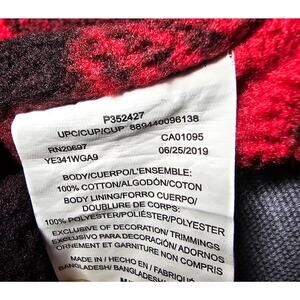 P352427
UPC/CUP/CUP 889440096138
RN20697 CA01095
YE341WGA9 06/25/2019
BODY/CUERPO/L'ENSEMBLE:
100% COTTON/ALGODÓN/COTON
BODY LINING/FORRO CUERPO/
DOUBLURE DE CORPS:
100% POLYESTER/POLIÉSTER/POLYESTER
EXCLUSIVE OF DECORATION/ TRIMMINGS
EXCLUSIVO PARA DECORACIÓN/ ADORNOS
ORNEMENT ET GARNITURE NON COMPRIS
MADE IN / HECHO EN / FABRIQUÉ
BANGLADESH/ BANGLADESH/